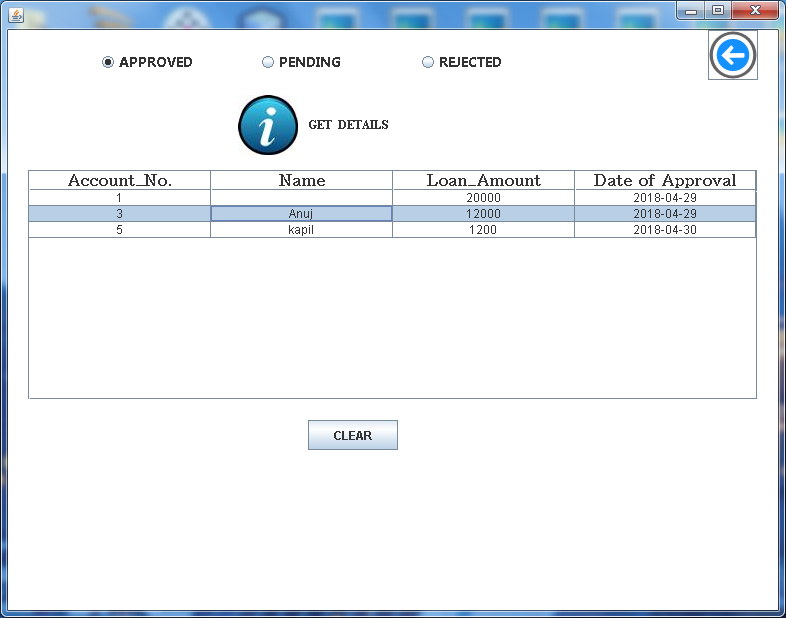 APPROVED PENDING REJECTED
i GET DETAILS
Account_No. Name Loan_Amount Date of Approval
1 20000 2018-04-29
3 Anuj 12000 2018-04-29
5 kapil 1200 2018-04-30
CLEAR